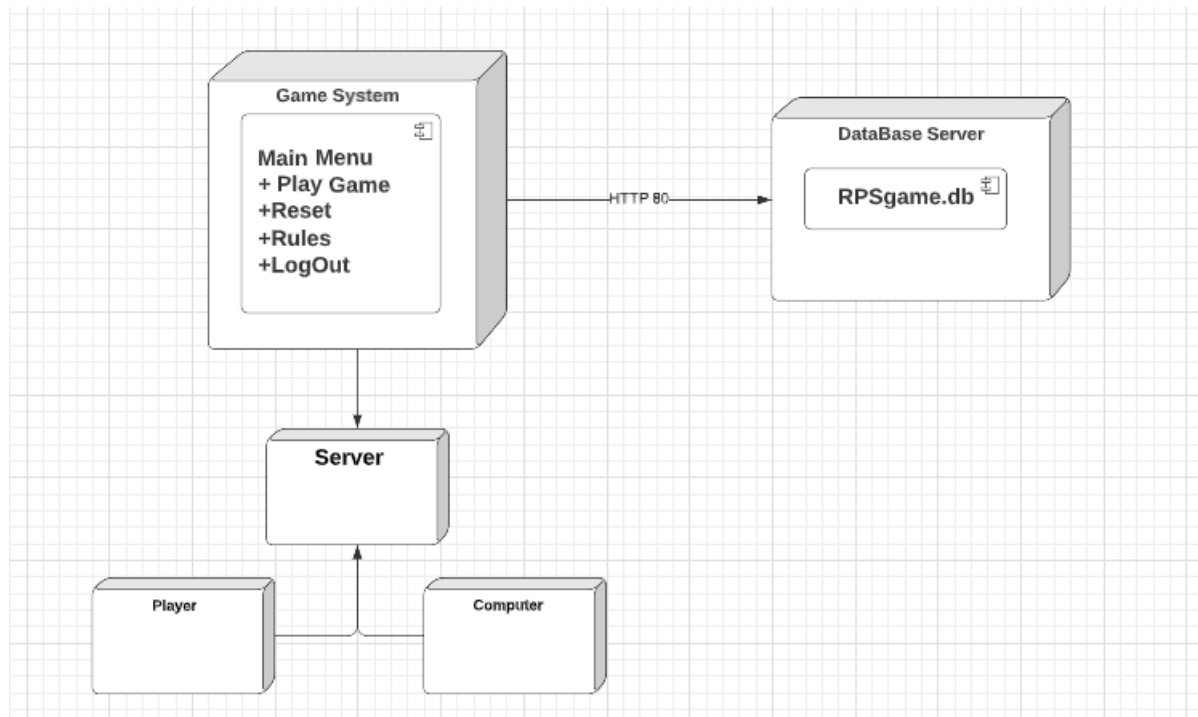 Game System
Main Menu
+ Play Game
+Reset
+Rules
+LogOut
HTTP 80
DataBase Server
RPSgame.db
Server
Player
Computer